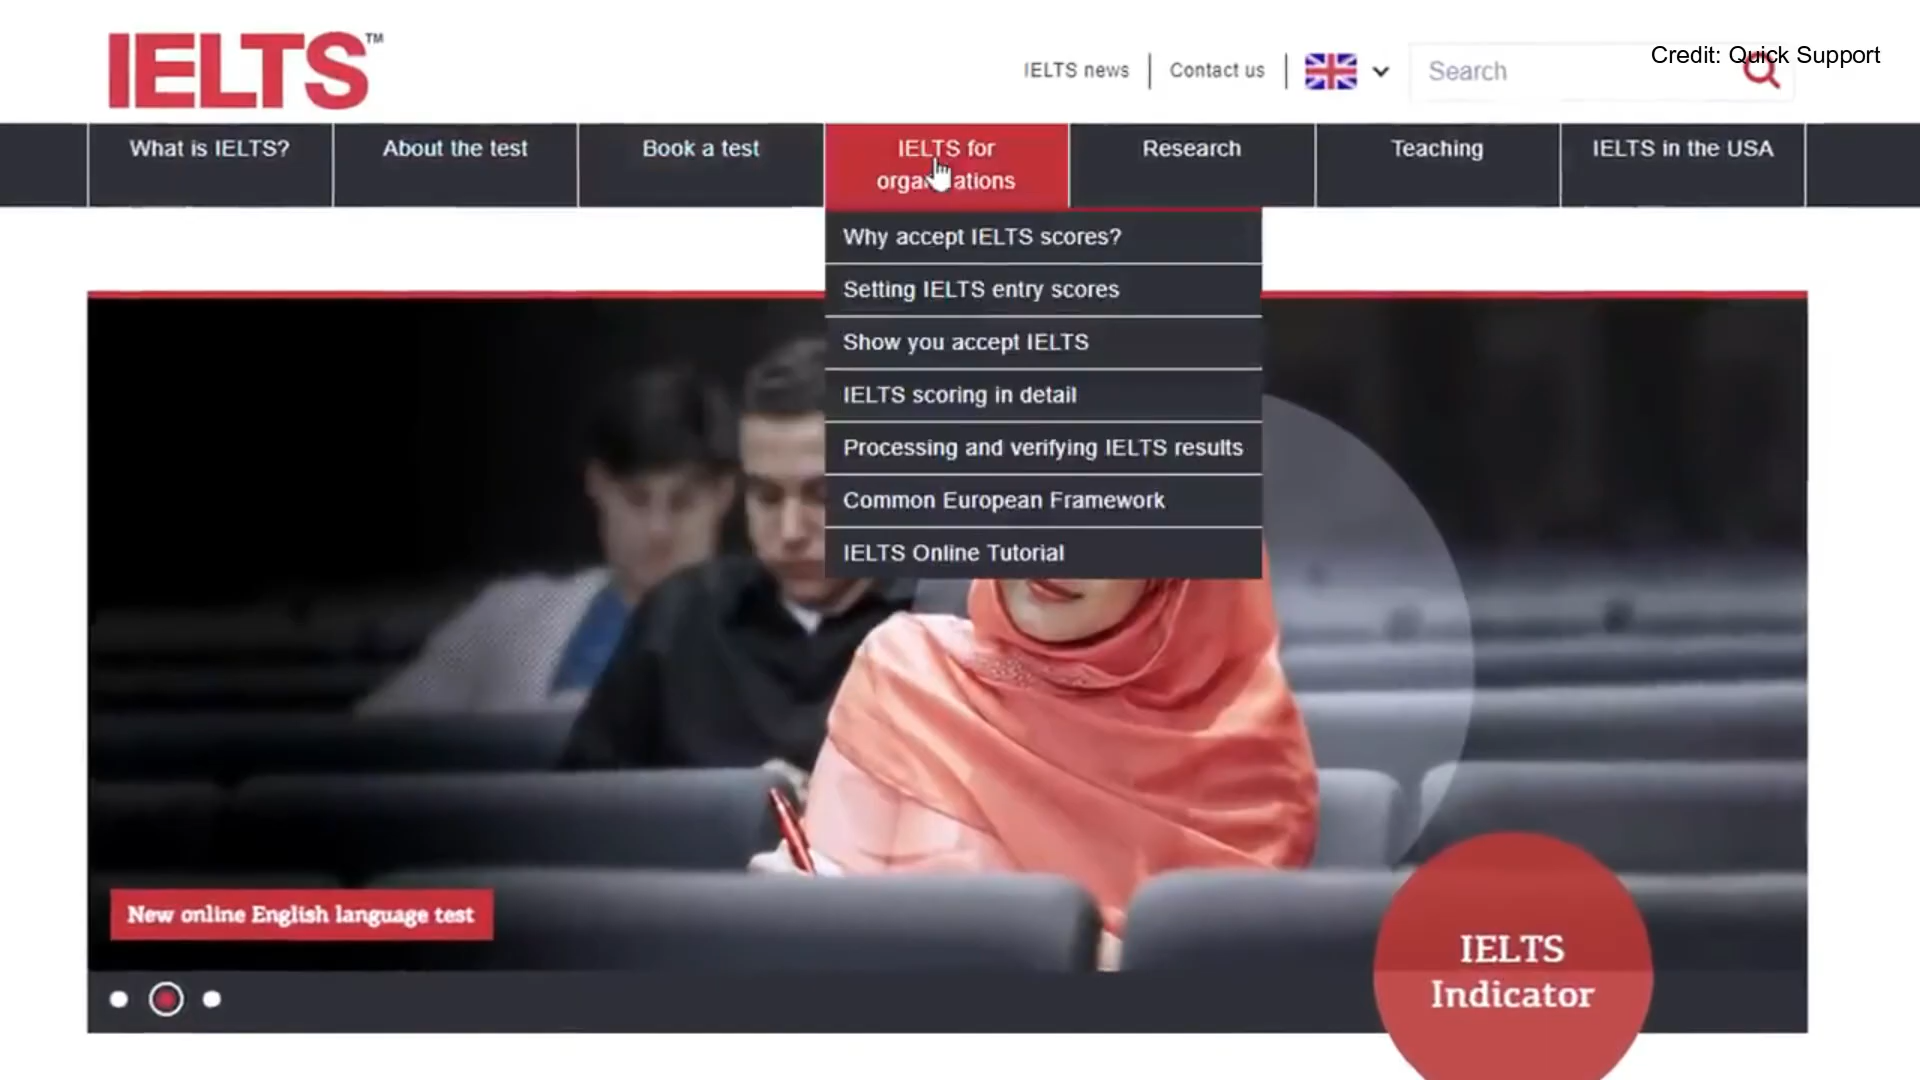 IELTS™
IELTS news
Contact us
Search
Credit: Quick Support
What is IELTS?
About the test
Book a test
IELTS for
Research
Teaching
IELTS in the USA
Why accept IELTS scores?
Setting IELTS entry scores
Show you accept IELTS
IELTS scoring in detail
Processing and verifying IELTS results
Common European Framework
IELTS Online Tutorial
New online English language test
IELTS
Indicator